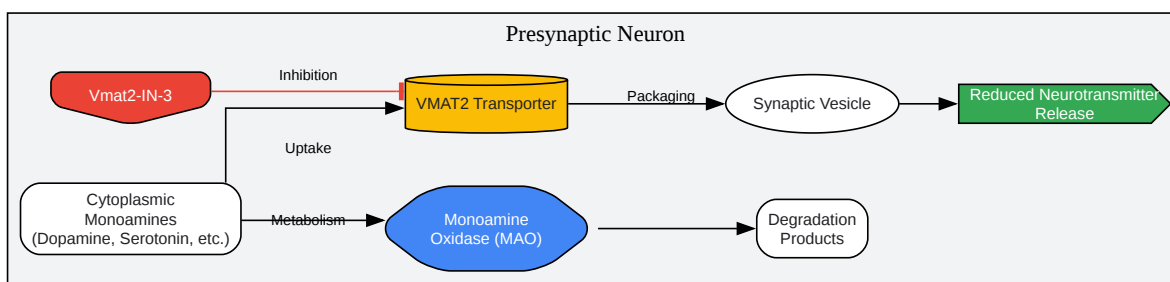 Presynaptic Neuron
Inhibition
Vmat2-IN-3
VMAT2 Transporter
Packaging
Synaptic Vesicle
Reduced Neurotransmitter
Release
Uptake
Cytoplasmic
Monoamines
(Dopamine, Serotonin, etc.)
Metabolism
Monoamine
Oxidase (MAO)
Degradation
Products